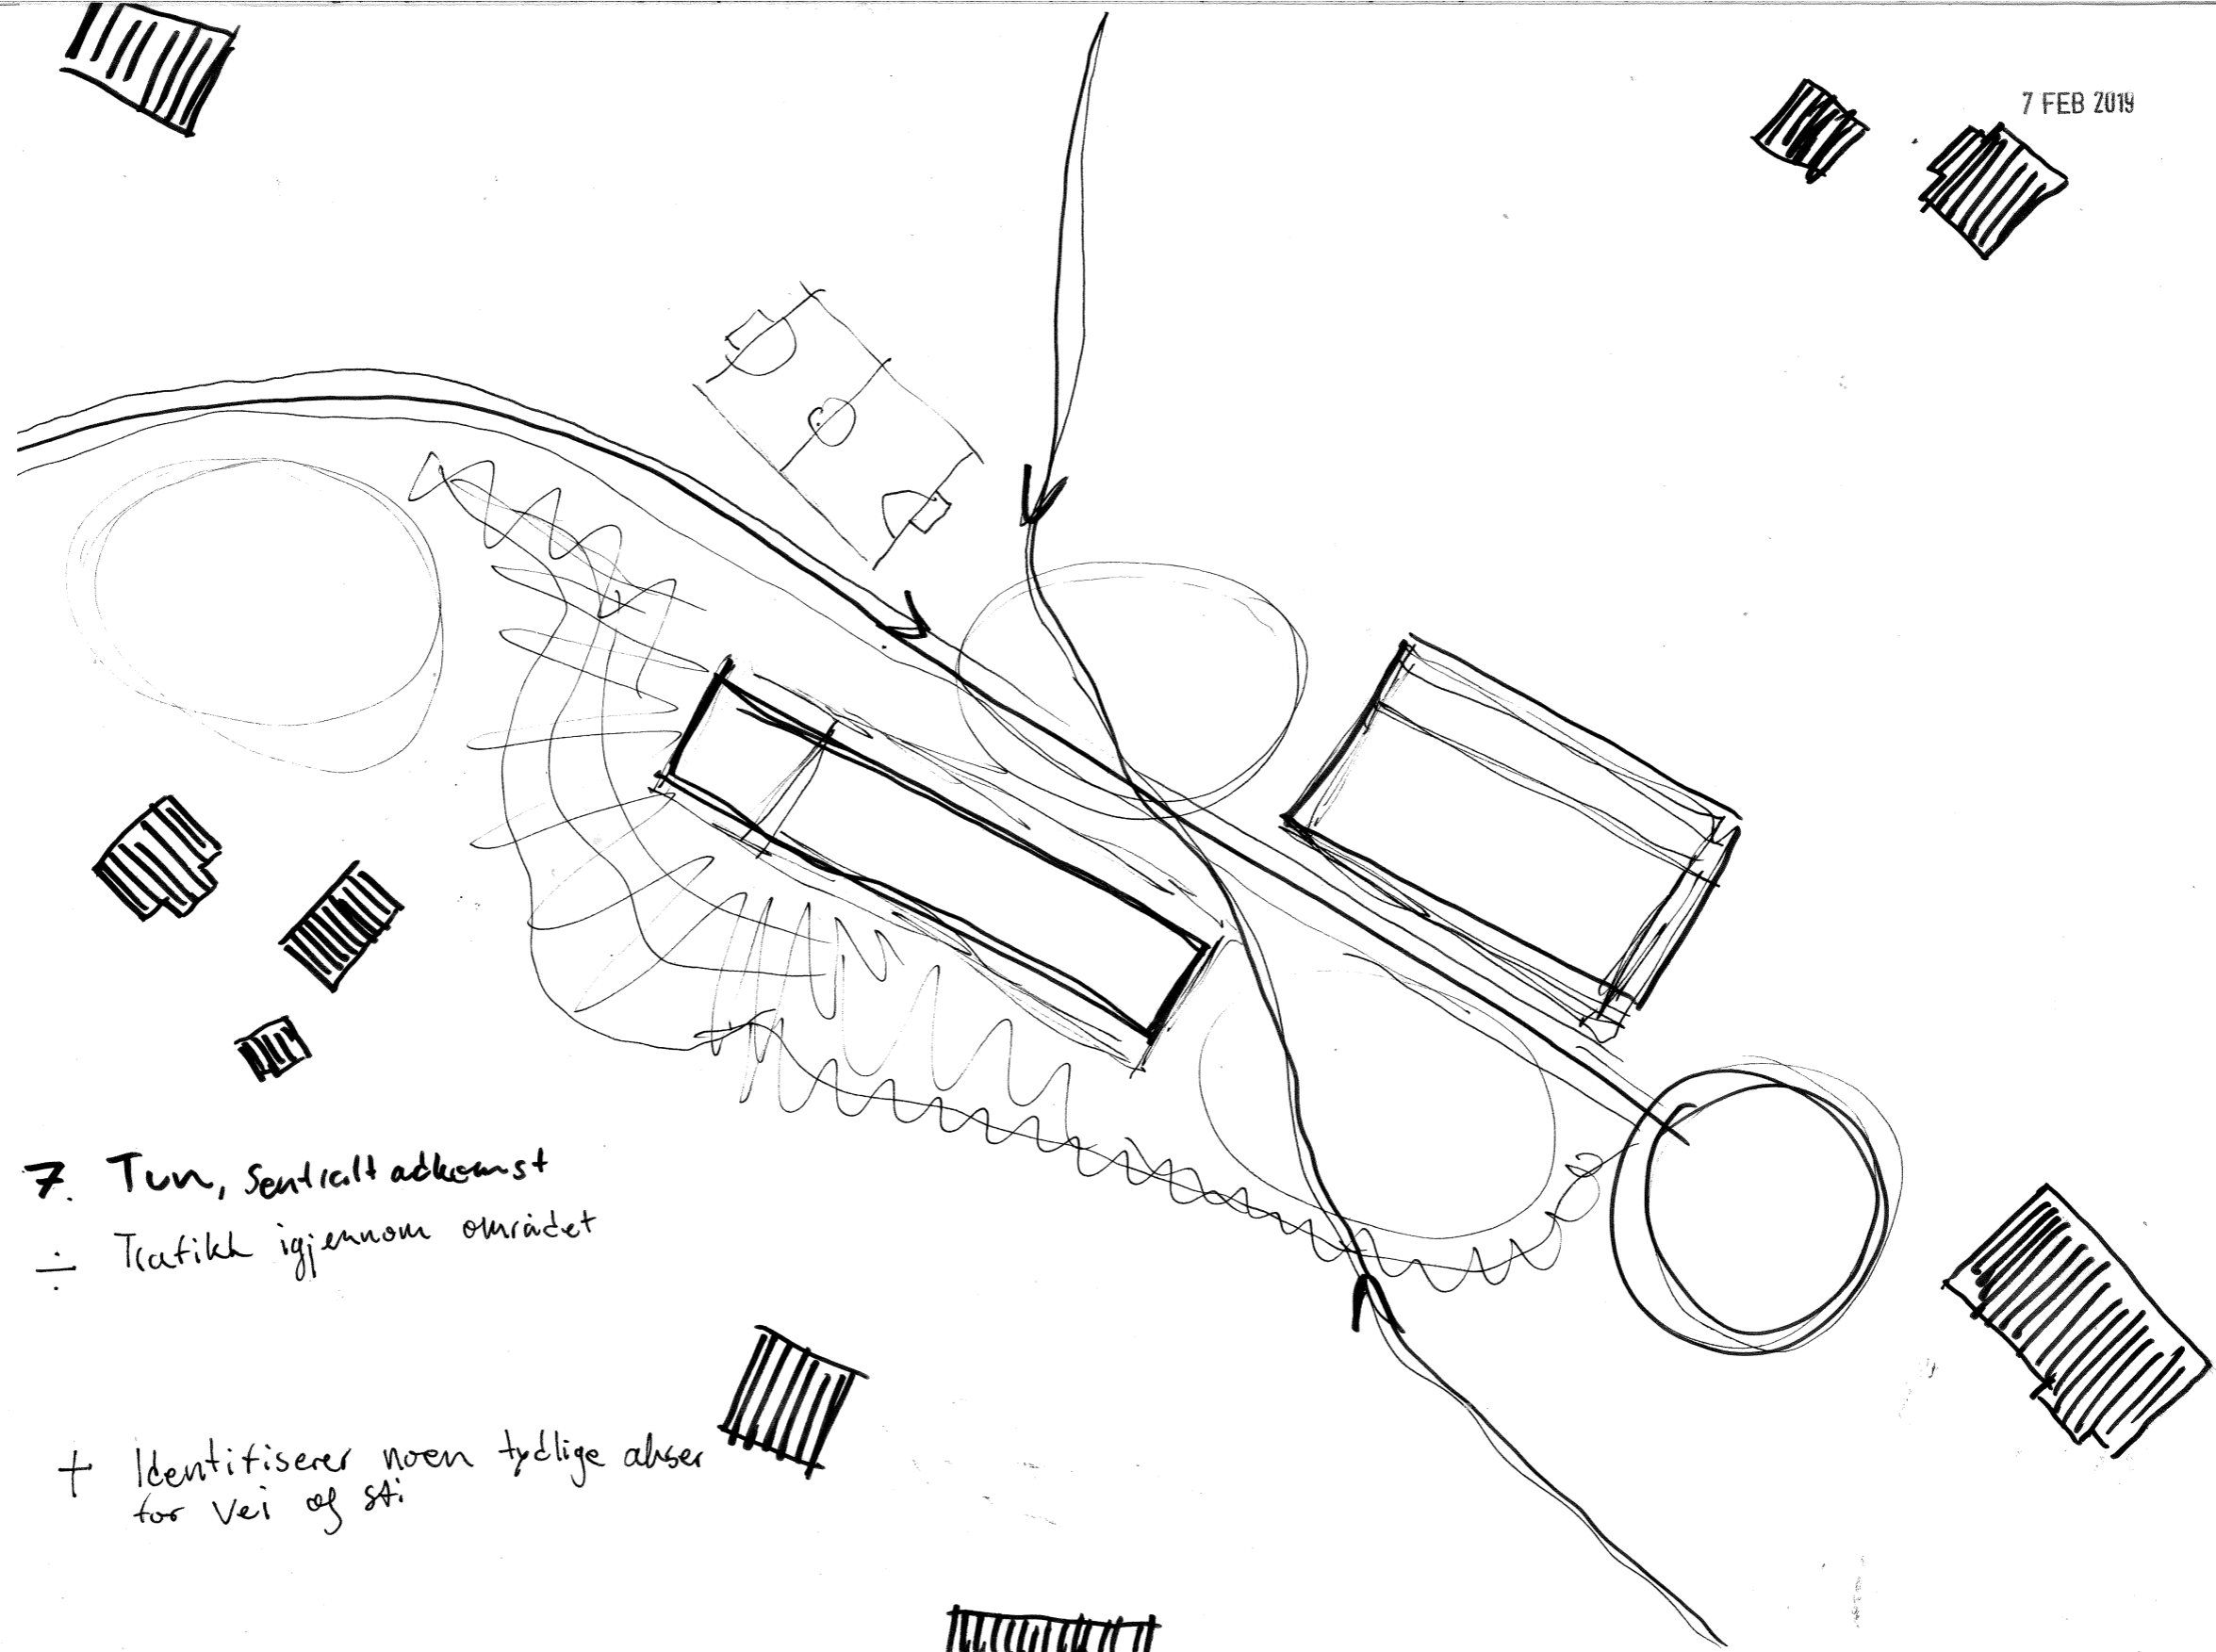 7 FEB 2019
7. Tun, Sentralt adkomst
÷ Trafikk igjennom området
+ Identifiserer noen tydlige akser
for vei og sti